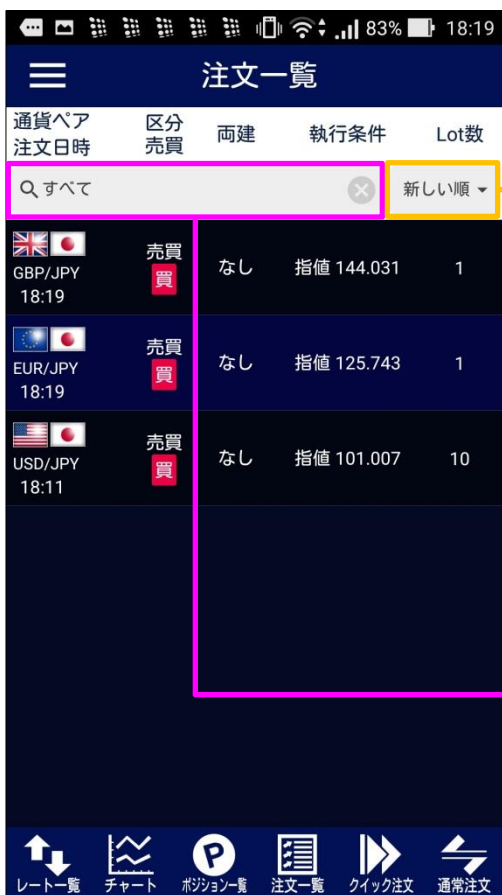 83% 18:19
注文一覧
通貨ペア 区分 両建 執行条件 Lot数
注文日時 売買
すべて 新しい順
売買
GBP/JPY 買 なし 指値 144.031 1
18:19
売買
EUR/JPY 買 なし 指値 125.743 1
18:19
売買
USD/JPY 買 なし 指値 101.007 10
18:11
P
レート一覧 チャート ポジション一覧 注文一覧 クイック注文 通常注文